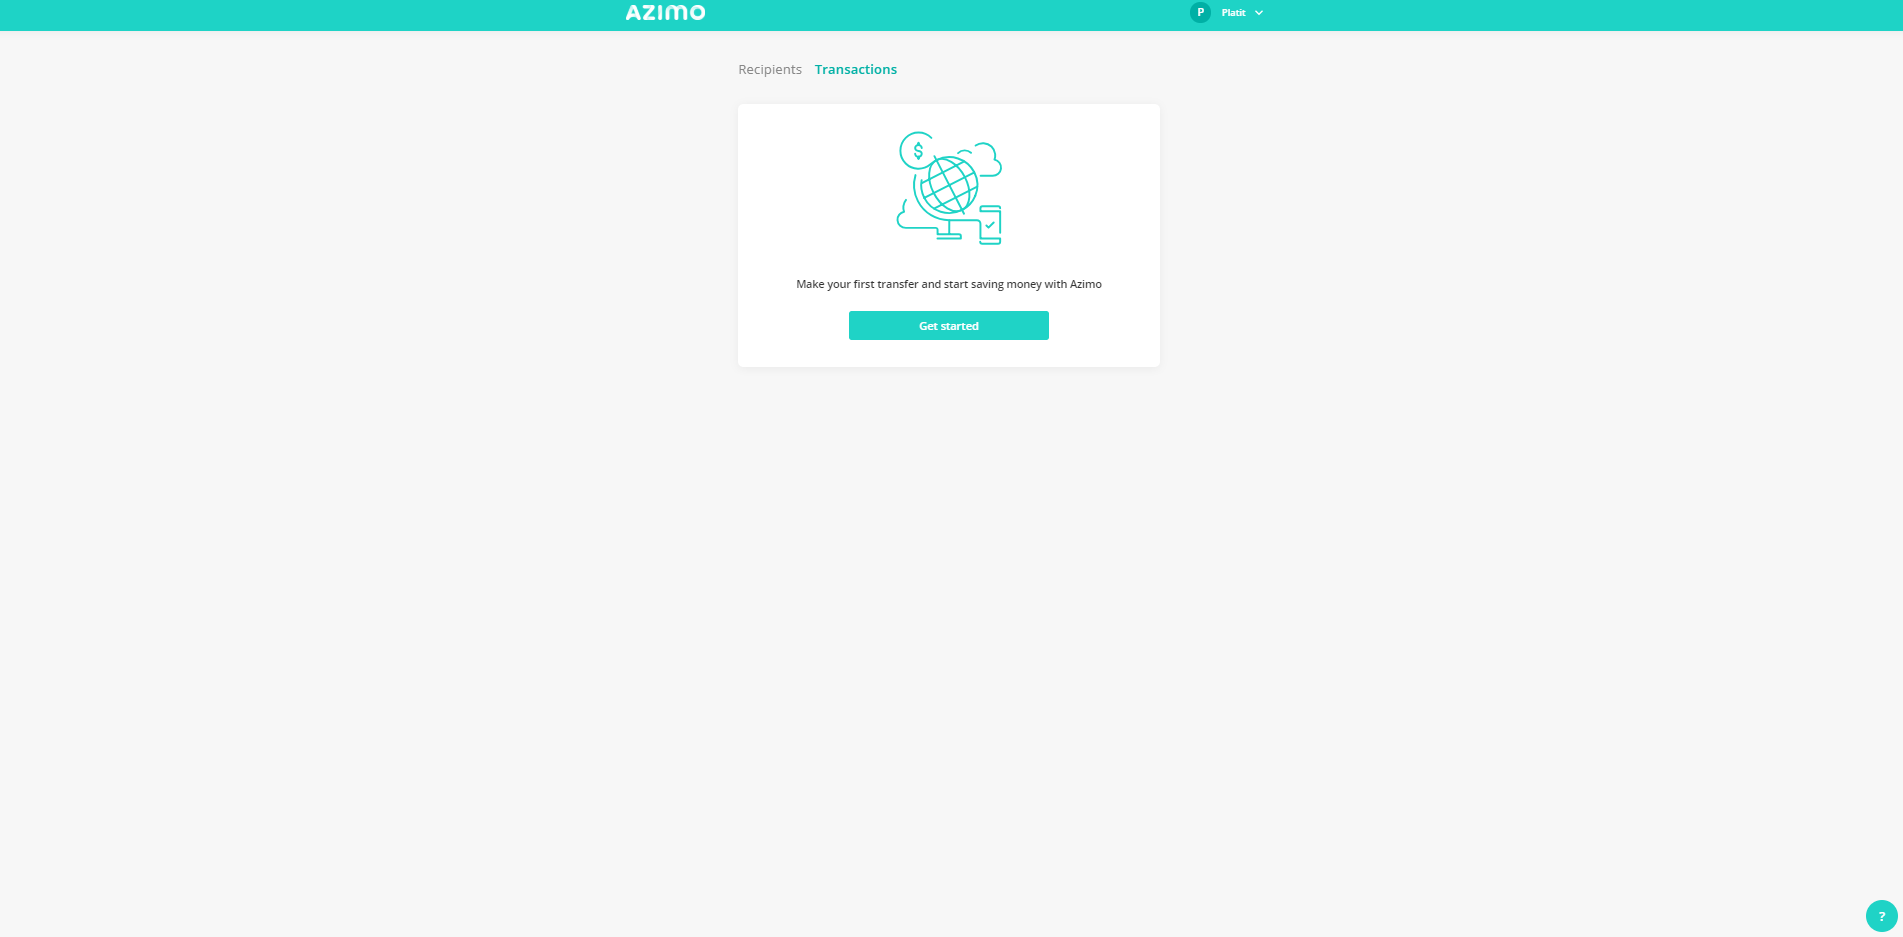 AZIMO
P Platit
Recipients Transactions
$
Make your first transfer and start saving money with Azimo
Get started
?